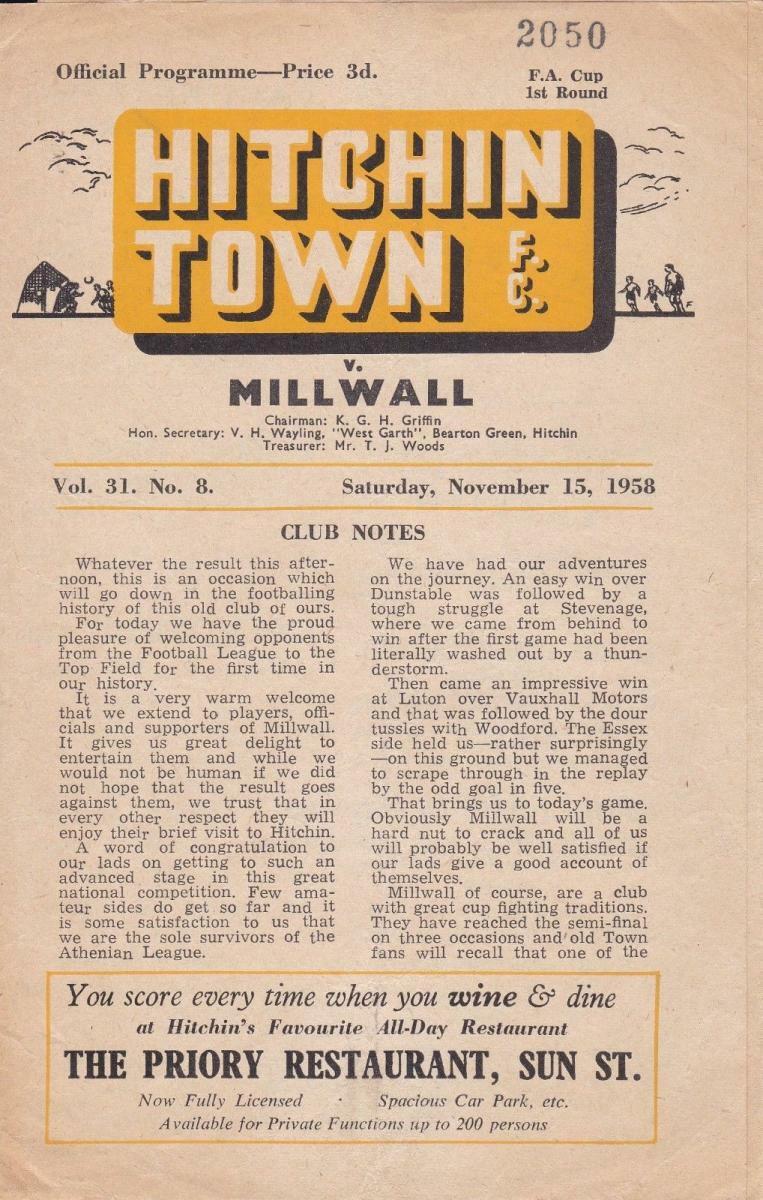 2050
Official Programme—Price 3d.
F.A. Cup
1st Round
HITCHIN
TOWN F.C.
v.
MILLWALL
Chairman: K. G. H. Griffin
Hon. Secretary: V. H. Wayling, "West Garth", Bearton Green, Hitchin
Treasurer: Mr. T. J. Woods
Vol. 31. No. 8.
Saturday, November 15, 1958
CLUB NOTES
Whatever the result this after-
noon, this is an occasion which
will go down in the footballing
history of this old club of ours.
For today we have the proud
pleasure of welcoming opponents
from the Football League to the
Top Field for the first time in
our history.
It is a very warm welcome
that we extend to players, offi-
cials and supporters of Millwall.
It gives us great delight to
entertain them and while we
would not be human if we did
not hope that the result goes
against them, we trust that in
every other respect they will
enjoy their brief visit to Hitchin.
A word of congratulation to
our lads on getting to such an
advanced stage in this great
national competition. Few ama-
teur sides do get so far and it
is some satisfaction to us that
we are the sole survivors of the
Athenian League.
We have had our adventures
on the journey. An easy win over
Dunstable was followed by a
tough struggle at Stevenage,
where we came from behind to
win after the first game had been
literally washed out by a thun-
derstorm.
Then came an impressive win
at Luton over Vauxhall Motors
and that was followed by the dour
tussles with Woodford. The Essex
side held us—rather surprisingly
—on this ground but we managed
to scrape through in the replay
by the odd goal in five.
That brings us to today's game.
Obviously Millwall will be a
hard nut to crack and all of us
will probably be well satisfied if
our lads give a good account of
themselves.
Millwall of course, are a club
with great cup fighting traditions.
They have reached the semi-final
on three occasions and old Town
fans will recall that one of the
You score every time when you wine & dine
at Hitchin's Favourite All-Day Restaurant
THE PRIORY RESTAURANT, SUN ST.
Now Fully Licensed · Spacious Car Park, etc.
Available for Private Functions up to 200 persons